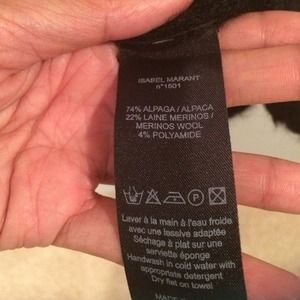 ISABEL MARANT
n°1501
74% ALPAGA / ALPACA
22% LAINE MERINOS /
MERINOS WOOL
4% POLYAMIDE
Laver à la main à l'eau froide
avec une lessive adaptée
Séchage à plat sur une
serviette éponge
Handwash in cold water with
appropriate detergent
Dry flat on towel
MADE